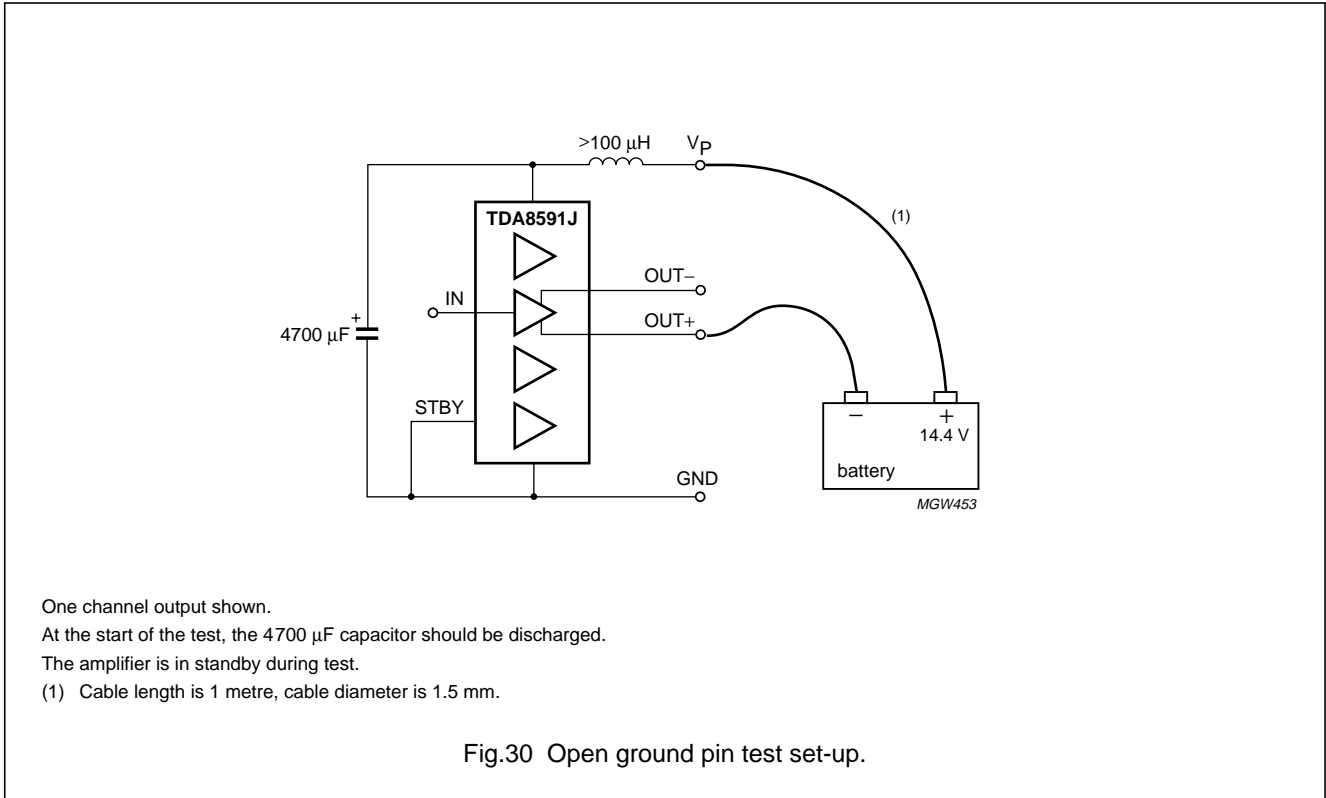 >100 μH
VP
TDA8591J
(1)
OUT−
IN
OUT+
+
4700 μF
STBY
− +
14.4 V
battery
GND
MGW453
One channel output shown.
At the start of the test, the 4700 μF capacitor should be discharged.
The amplifier is in standby during test.
(1) Cable length is 1 metre, cable diameter is 1.5 mm.
Fig.30 Open ground pin test set-up.